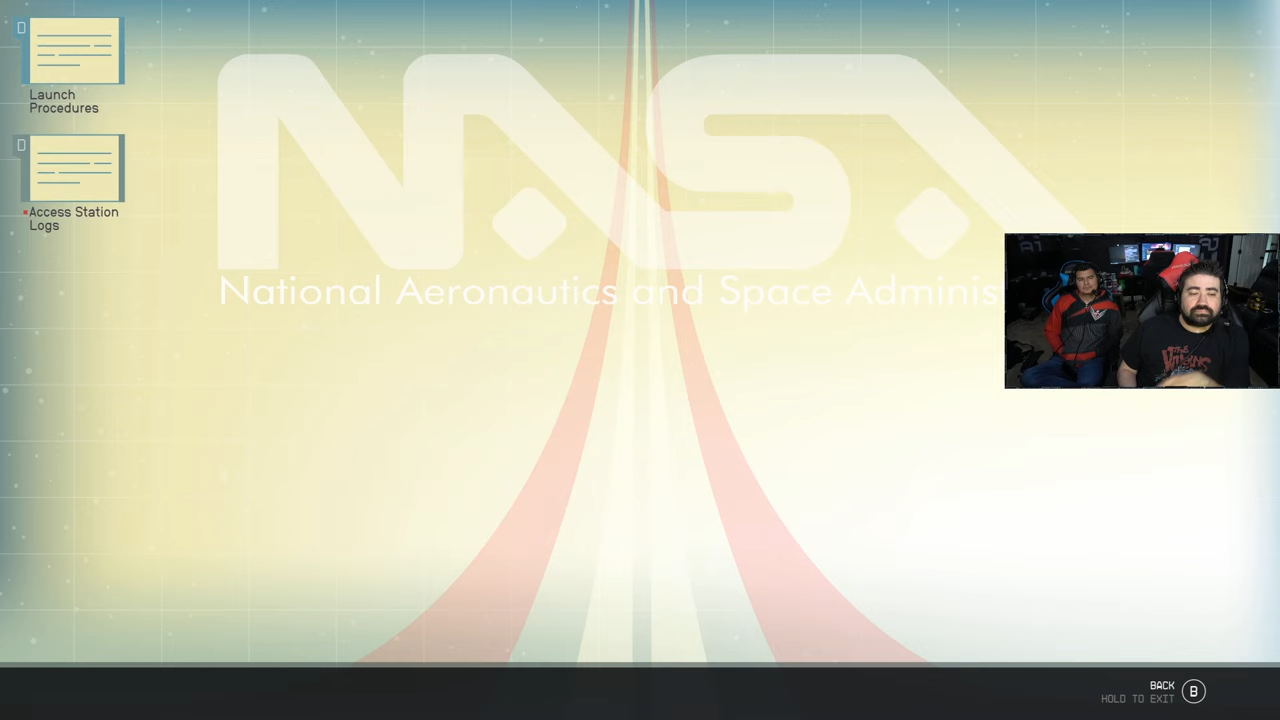 D
Launch
Procedures
D
Access Station
Logs
NASA
National Aeronautics and Space Adminis
BACK
HOLD TO EXIT
B